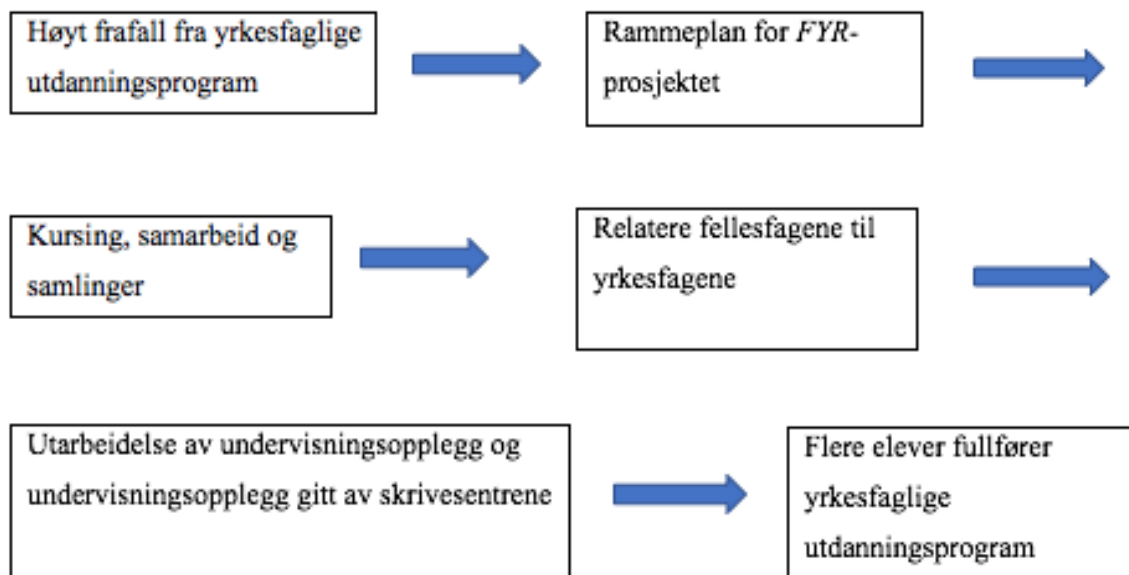 Høyt frafall fra yrkesfaglige
utdanningsprogram
Rammeplan for FYR-
prosjektet
Kursing, samarbeid og
samlinger
Relatere fellesfagene til
yrkesfagene
Utarbeidelse av undervisningsopplegg og
undervisningsopplegg gitt av skrivesentrene
Flere elever fullfører
yrkesfaglige
utdanningsprogram